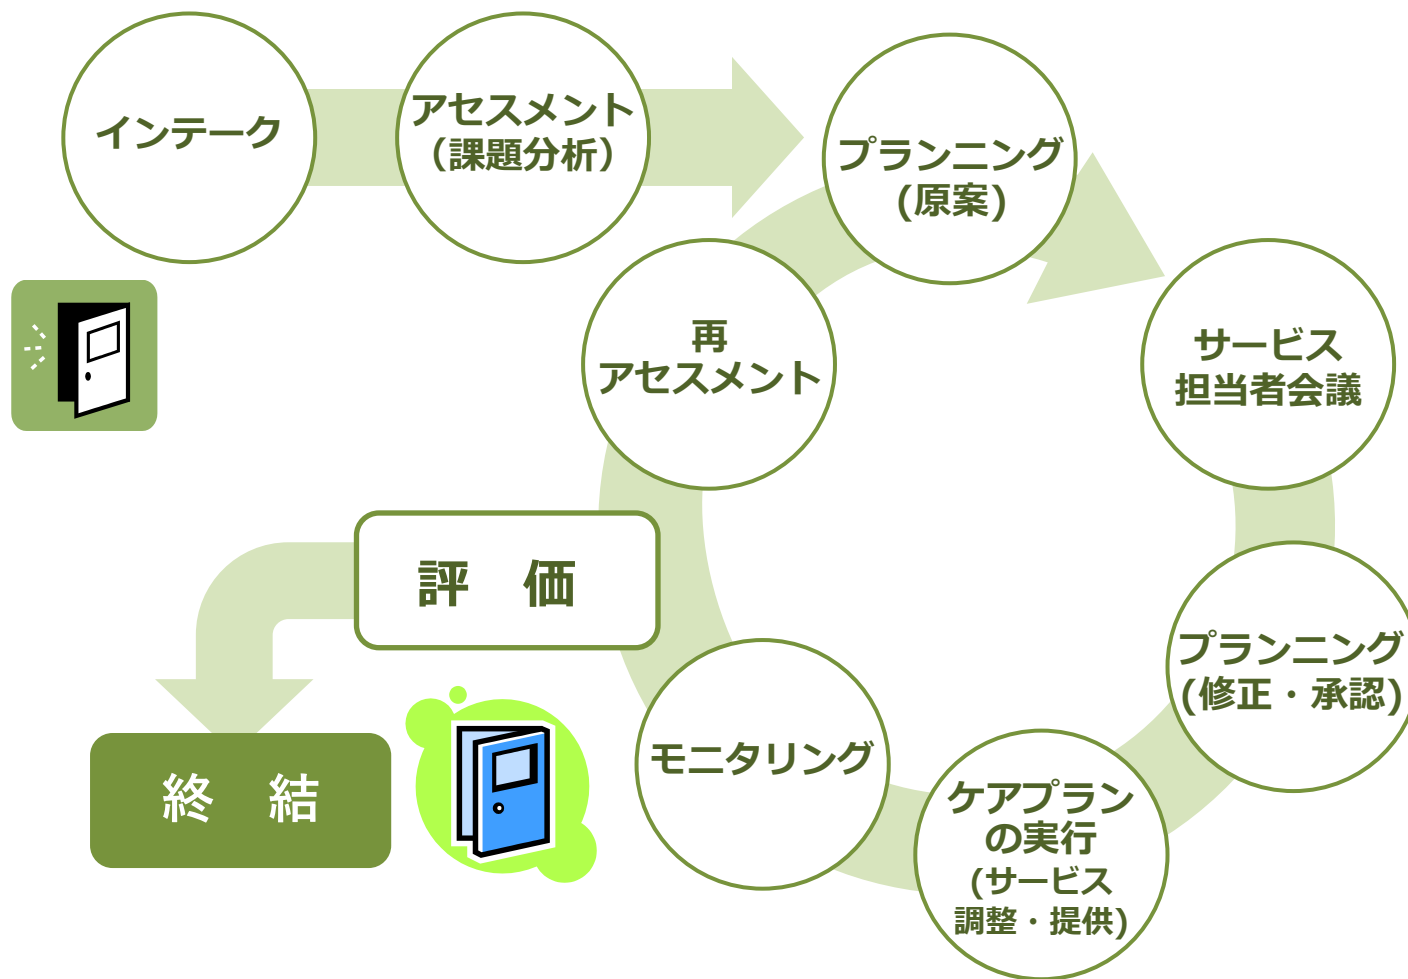 インテーク
アセスメント
（課題分析）
プランニング
(原案)
サービス
担当者会議
プランニング
(修正・承認)
ケアプラン
の実行
(サービス
調整・提供)
モニタリング
評　価
再
アセスメント
終　結